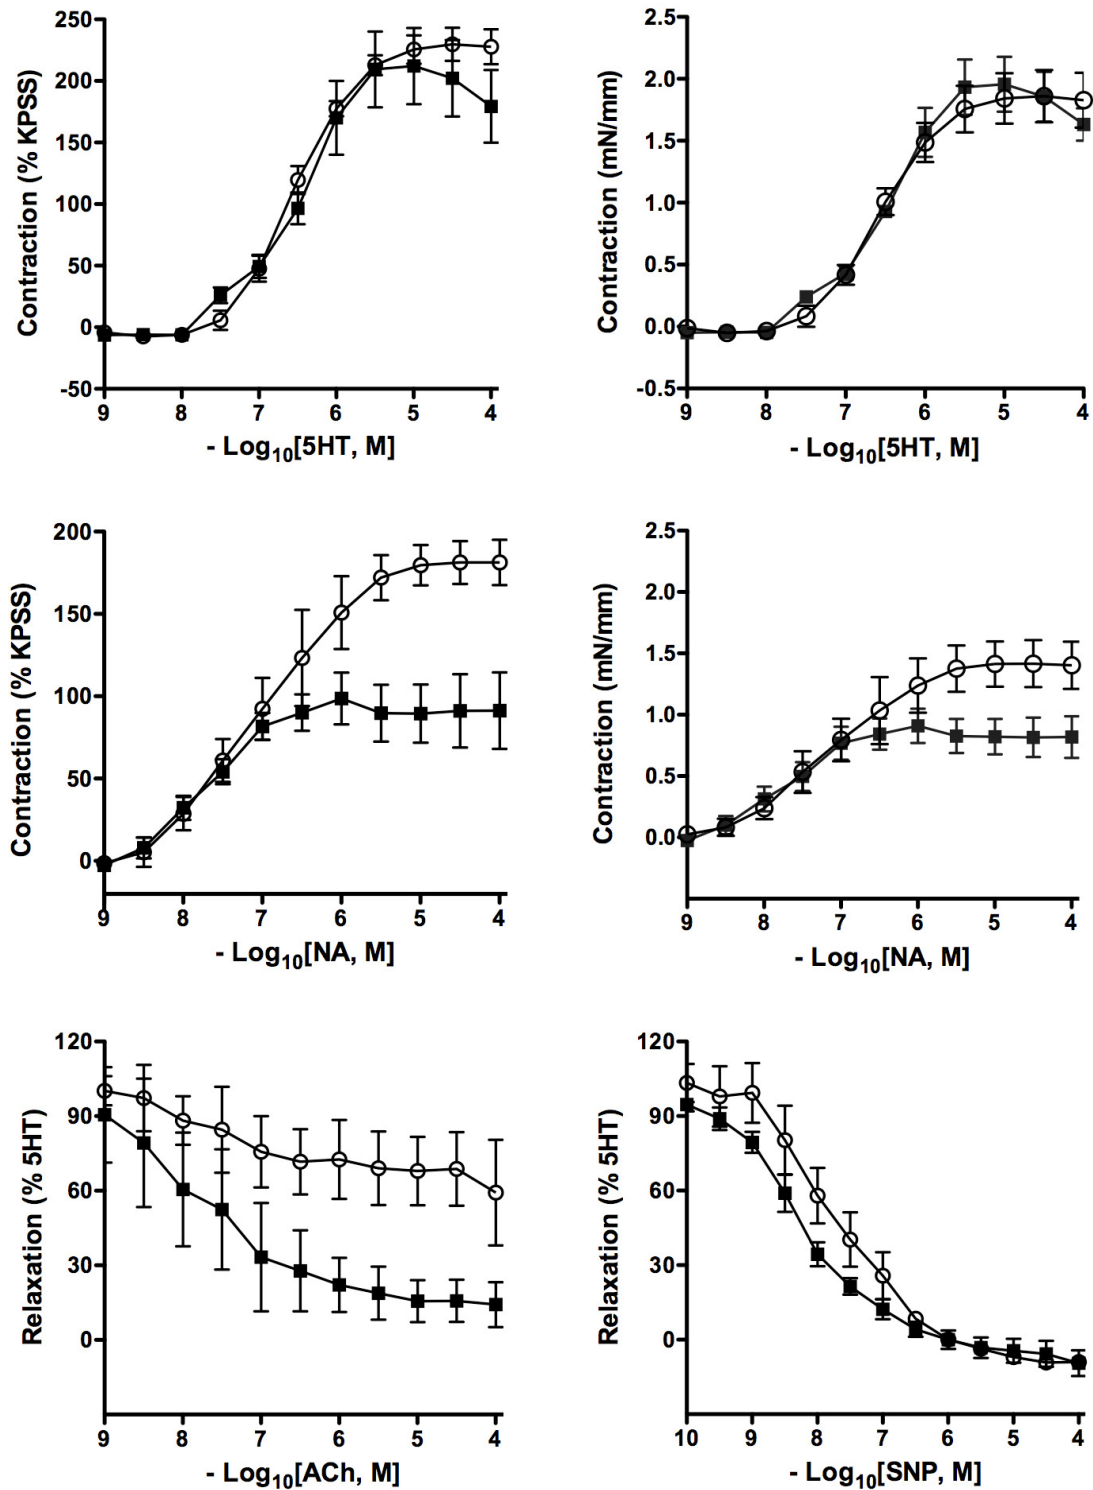 250
200
150
100
50
0
-50
Contraction (% KPSS)
9 8 7 6 5 4
- Log10[5HT, M]
2.5
2.0
1.5
1.0
0.5
0.0
-0.5
Contraction (mN/mm)
9 8 7 6 5 4
- Log10[5HT, M]
200
150
100
50
0
Contraction (% KPSS)
9 8 7 6 5 4
- Log10[NA, M]
2.5
2.0
1.5
1.0
0.5
0.0
Contraction (mN/mm)
9 8 7 6 5 4
- Log10[NA, M]
120
90
60
30
0
Relaxation (% 5HT)
9 8 7 6 5 4
- Log10[ACh, M]
120
90
60
30
0
Relaxation (% 5HT)
10 9 8 7 6 5 4
- Log10[SNP, M]